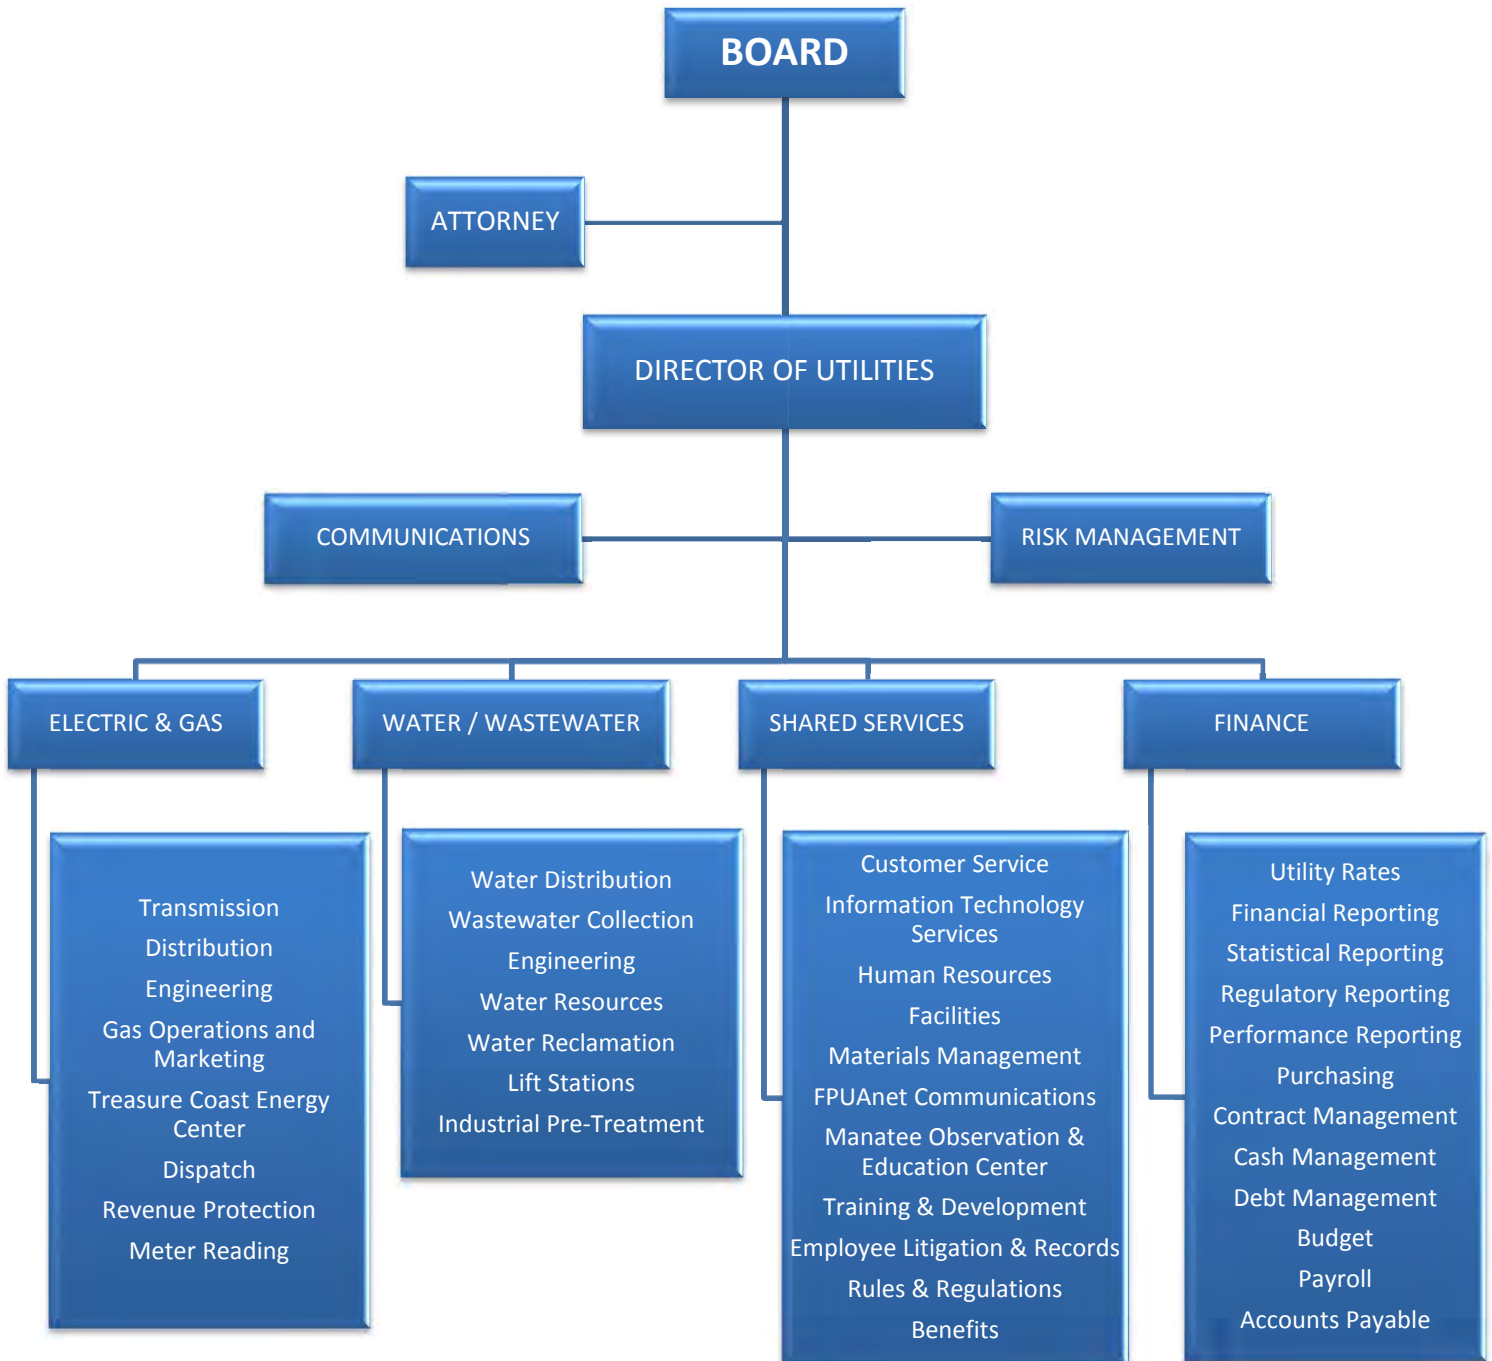 BOARD
ATTORNEY
DIRECTOR OF UTILITIES
COMMUNICATIONS
RISK MANAGEMENT
ELECTRIC & GAS
WATER / WASTEWATER
SHARED SERVICES
FINANCE
Transmission
Distribution
Engineering
Gas Operations and
Marketing
Treasure Coast Energy
Center
Dispatch
Revenue Protection
Meter Reading
Water Distribution
Wastewater Collection
Engineering
Water Resources
Water Reclamation
Lift Stations
Industrial Pre-Treatment
Customer Service
Information Technology
Services
Human Resources
Facilities
Materials Management
FPUAnet Communications
Manatee Observation &
Education Center
Training & Development
Employee Litigation & Records
Rules & Regulations
Benefits
Utility Rates
Financial Reporting
Statistical Reporting
Regulatory Reporting
Performance Reporting
Purchasing
Contract Management
Cash Management
Debt Management
Budget
Payroll
Accounts Payable